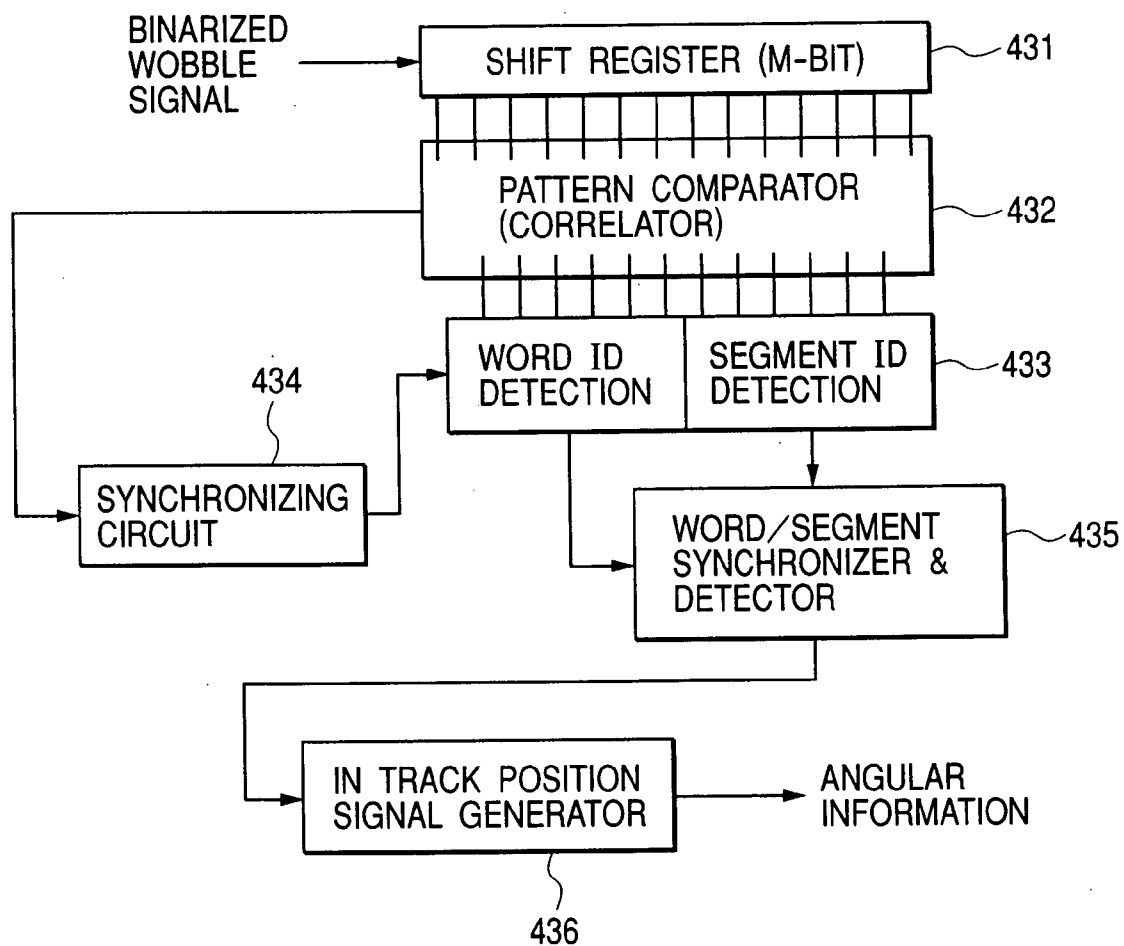 BINARIZED
WOBBLE
SIGNAL
SHIFT REGISTER (M-BIT)
431
PATTERN COMPARATOR
(CORRELATOR)
432
WORD ID
DETECTION
SEGMENT ID
DETECTION
433
434
SYNCHRONIZING
CIRCUIT
WORD/SEGMENT
SYNCHRONIZER &
DETECTOR
435
IN TRACK POSITION
SIGNAL GENERATOR
ANGULAR
INFORMATION
436